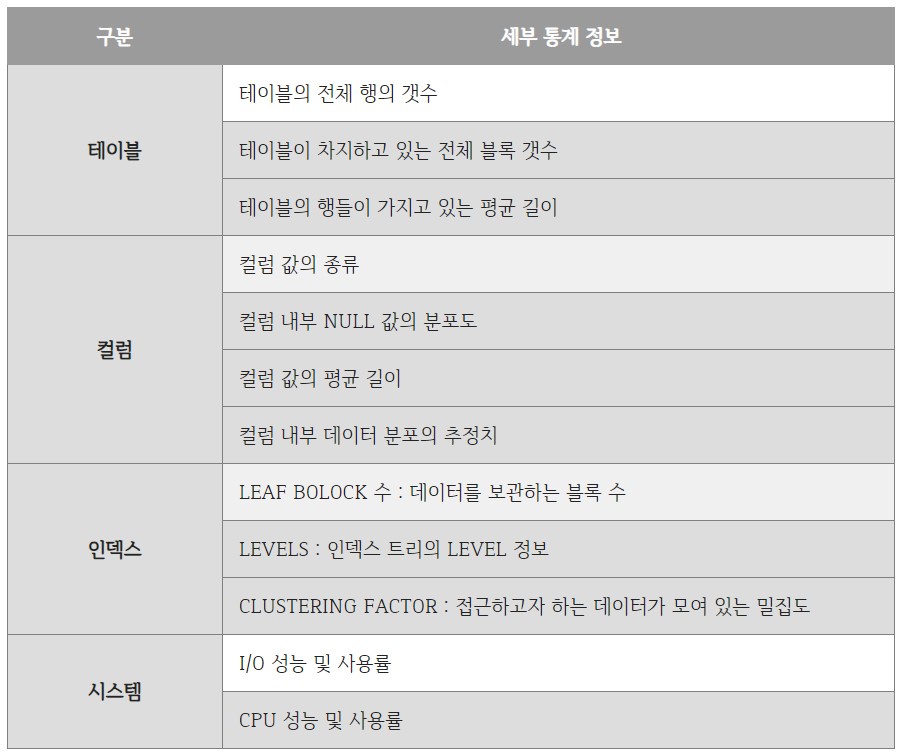 구분
세부 통계 정보
테이블
테이블의 전체 행의 갯수
테이블이 차지하고 있는 전체 블록 갯수
테이블의 행들이 가지고 있는 평균 길이
컬럼
컬럼 값의 종류
컬럼 내부 NULL 값의 분포도
컬럼 값의 평균 길이
컬럼 내부 데이터 분포의 추정치
인덱스
LEAF BOLOCK 수 : 데이터를 보관하는 블록 수
LEVELS : 인덱스 트리의 LEVEL 정보
CLUSTERING FACTOR : 접근하고자 하는 데이터가 모여 있는 밀집도
시스템
I/O 성능 및 사용률
CPU 성능 및 사용률